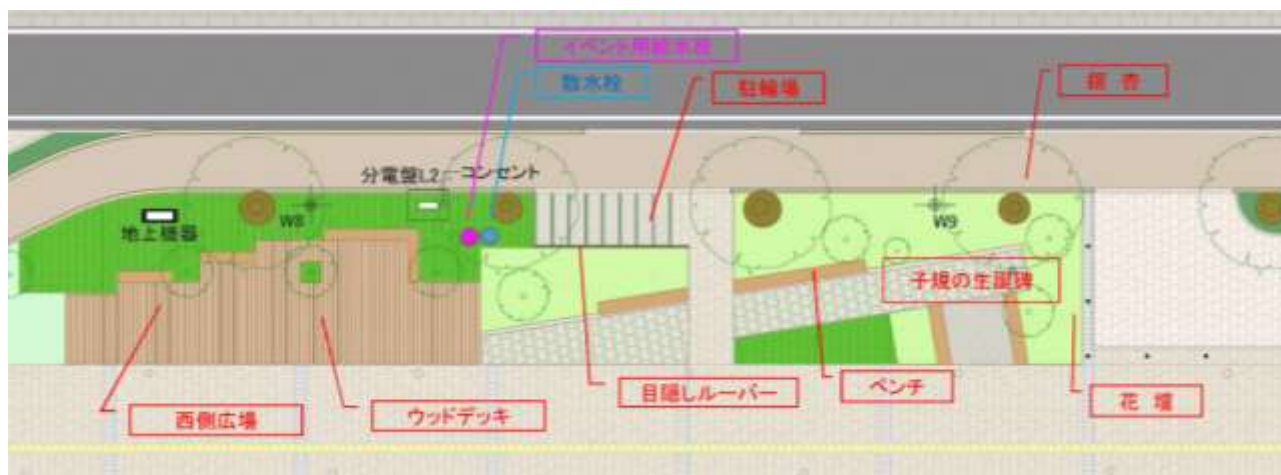 イベント用給水栓
散水栓
駐輪場
銀 杏
分電盤L2
コンセント
地上機器
W8
W9
子規の生誕碑
西側広場
ウッドデッキ
目隠しルーバー
ベンチ
花 壇